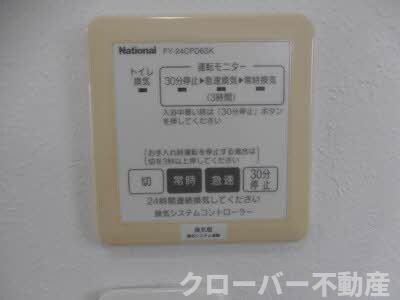 National FY-24CPD6SK
運転モニター
トイレ
換気
30分停止▶急速換気▶常時換気
(3時間)
入浴中寒い時は「30分停止」ボタン
を押してください
「お手入れ時運転を停止する場合は
切を3秒以上押してください
切
常時
急速
30分
停止
24時間連続換気してください
換気システムコントローラー
換気扇
クローバー不動産